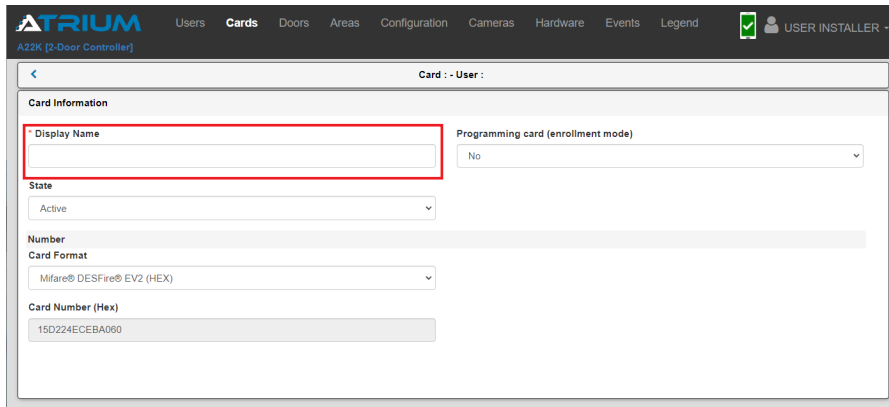 ATRIUM
Users Cards Doors Areas Configuration Cameras Hardware Events Legend USER INSTALLER
A22K [2-Door Controller]
Card : - User :
Card Information
* Display Name
Programming card (enrollment mode)
No
State
Active
Number
Card Format
Mifare® DESFire® EV2 (HEX)
Card Number (Hex)
15D224ECEBA060